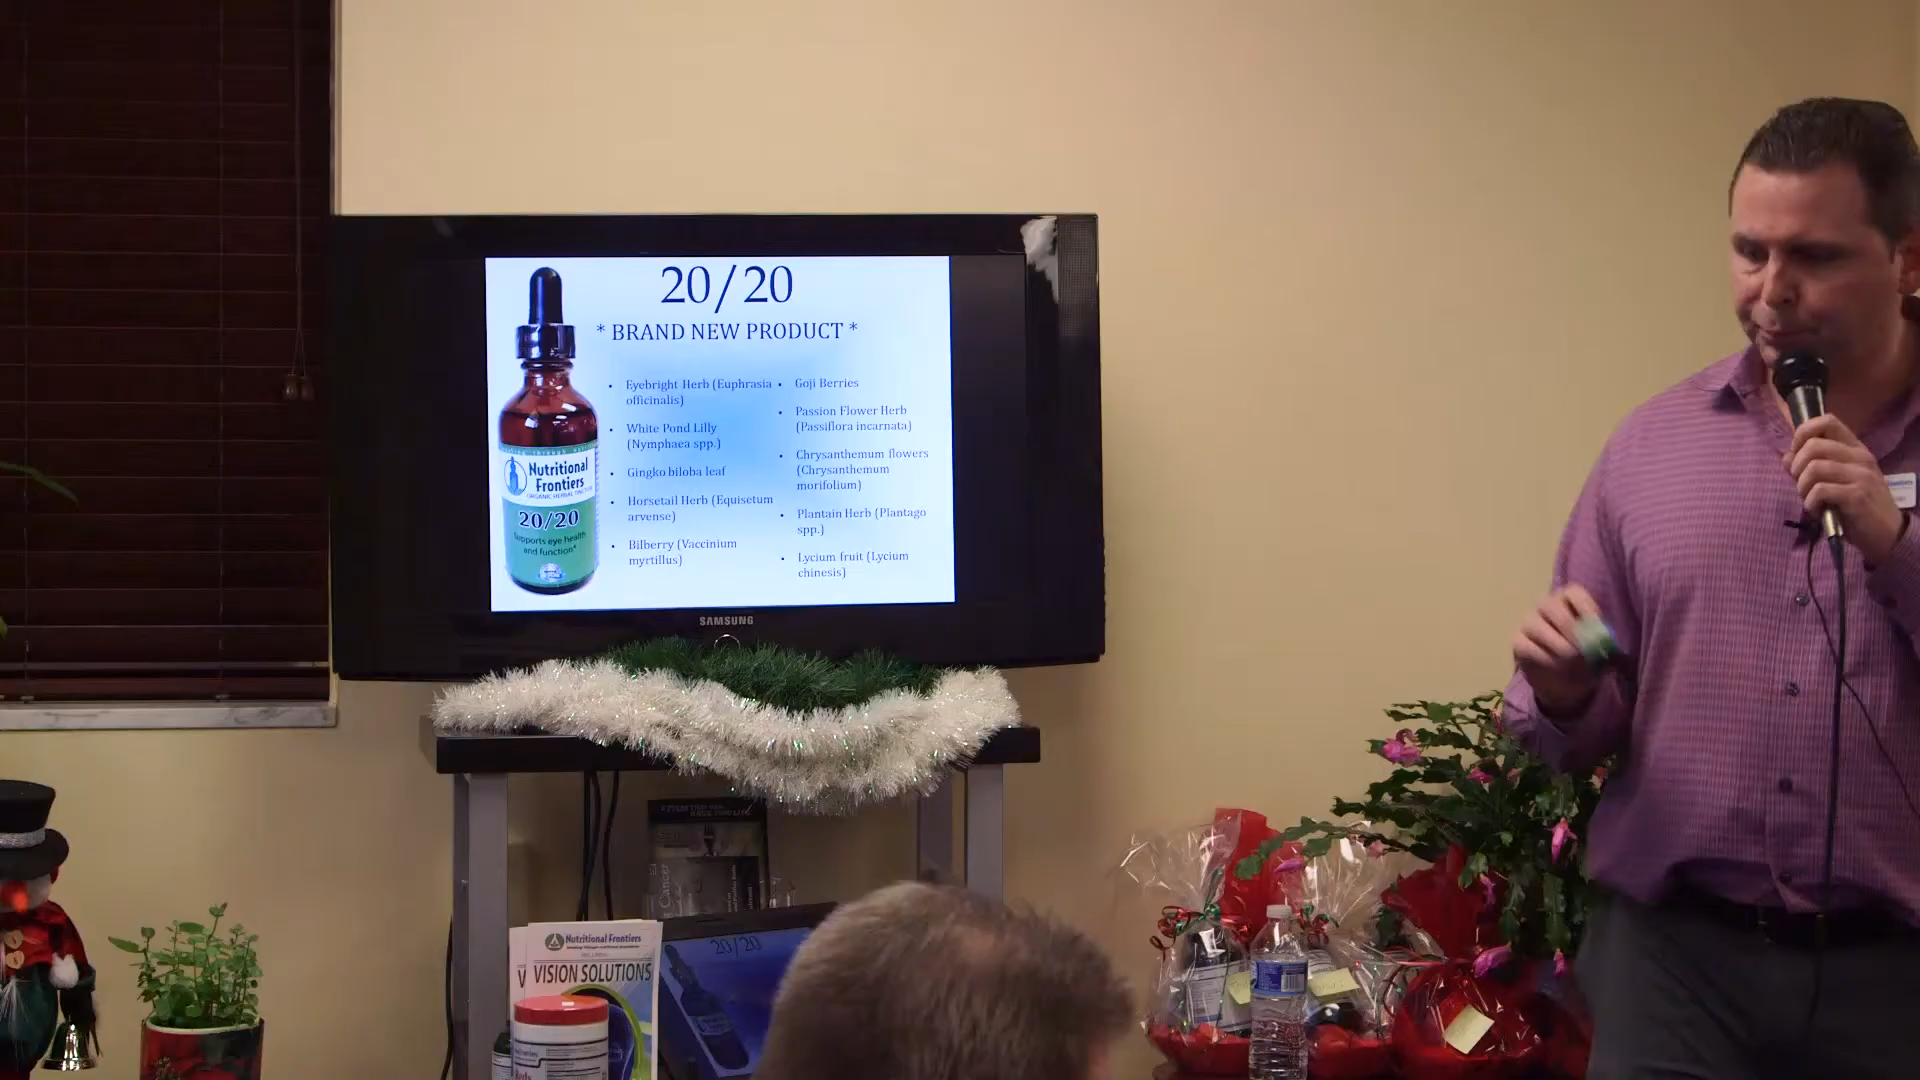 20/20
* BRAND NEW PRODUCT *
• Eyebright Herb (Euphrasia
officinalis)
• White Pond Lilly
(Nymphaea spp.)
• Gingko biloba leaf
• Horsetail Herb (Equisetum
arvense)
• Bilberry (Vaccinium
myrtillus)
• Goji Berries
• Passion Flower Herb
(Passiflora incarnata)
• Chrysanthemum flowers
(Chrysanthemum
morifolium)
• Plantain Herb (Plantago
spp.)
• Lycium fruit (Lycium
chinesis)
Nutritional
Frontiers
20/20
Supports eye health
and function*
SAMSUNG
Cancer
Nutritional Frontiers
VISION SOLUTIONS
V
20/20
Reds